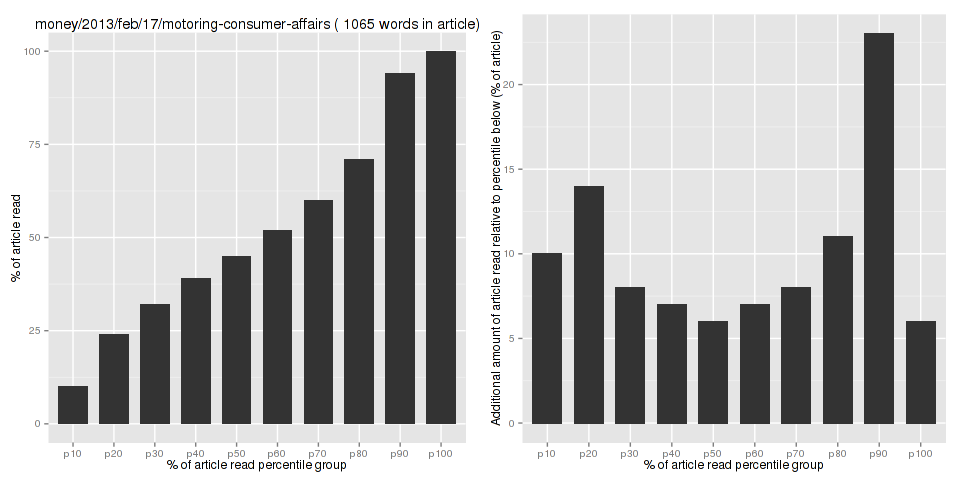 money/2013/feb/17/motoring-consumer-affairs ( 1065 words in article)
% of article read
100
75
50
25
0
p10 p20 p30 p40 p50 p60 p70 p80 p90 p100
% of article read percentile group
Additional amount of article read relative to percentile below (% of article)
20
15
10
5
0
p10 p20 p30 p40 p50 p60 p70 p80 p90 p100
% of article read percentile group